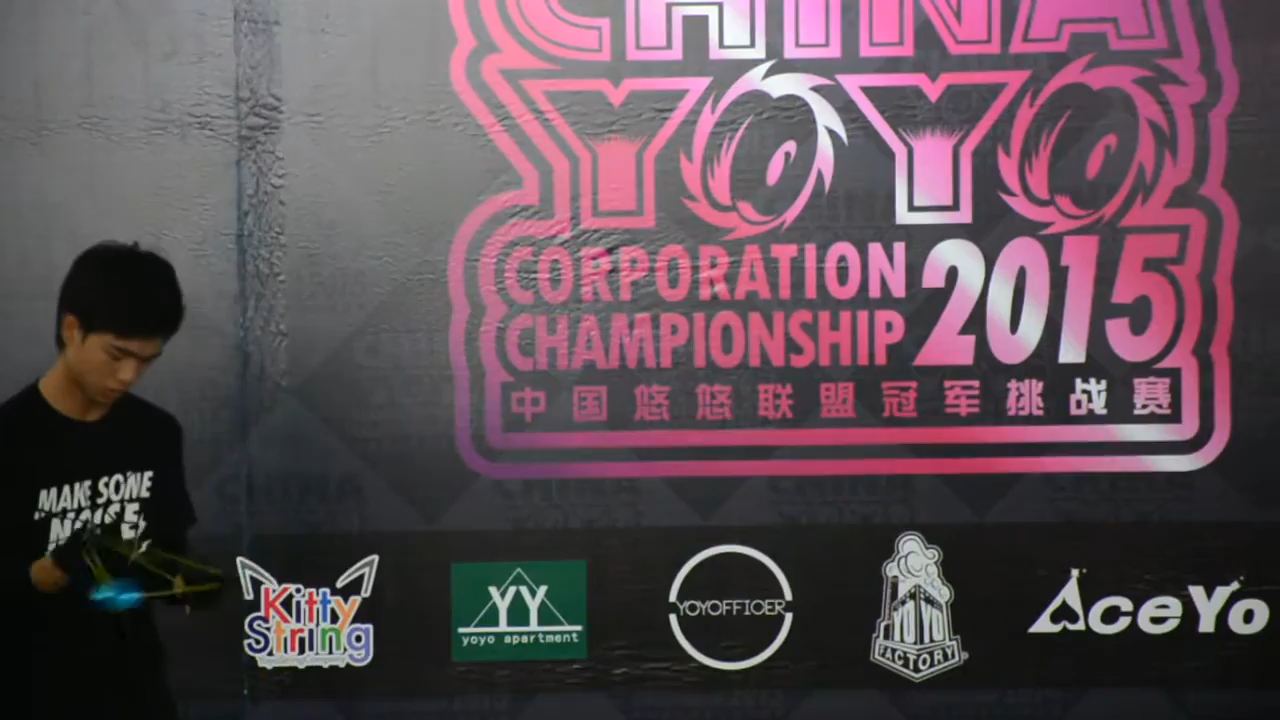 CHINA
YOYO
CORPORATION
CHAMPIONSHIP 2015
中国悠悠联盟冠军挑战赛
MAKE SOME
NOISE
Kitty
String
YY
yoyo apartment
YOYOFFICER
YOYO
FACTORY
AceYo